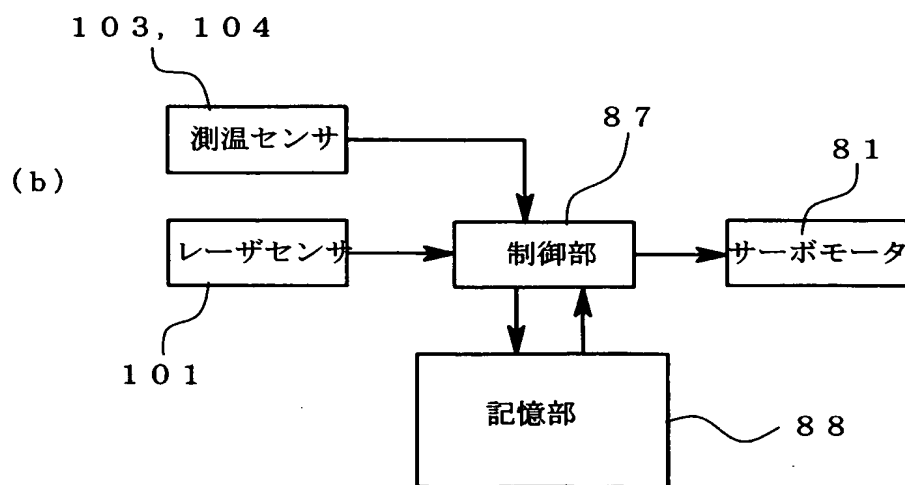 １０３，１０４
測温センサ
８７
８１
(b)
レーザセンサ
制御部
サーボモータ
１０１
記憶部
８８